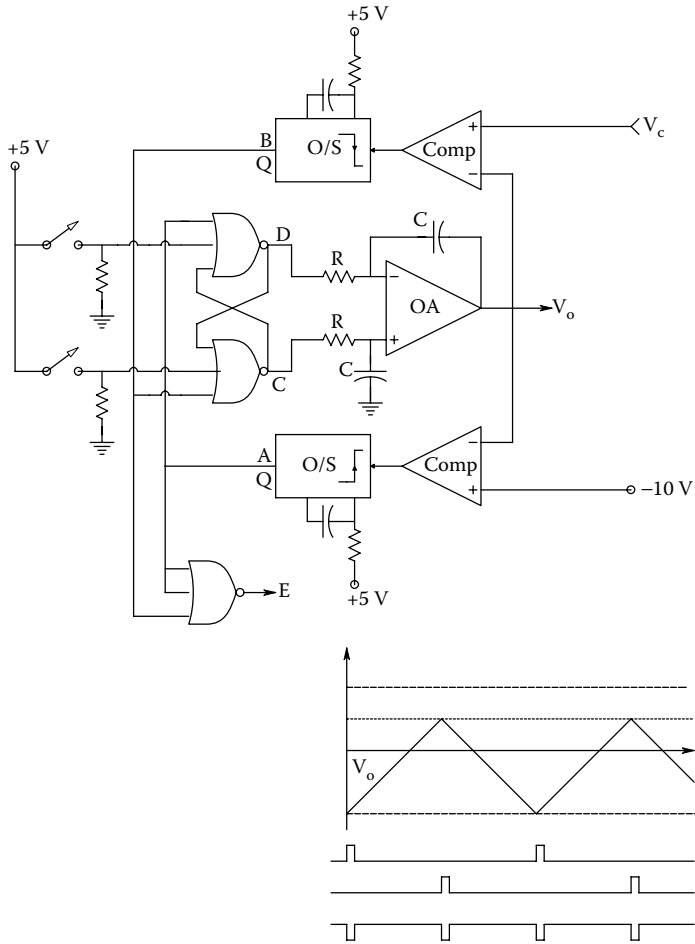 +5 V
B
Q
O/S
+
Comp
−
V_c
+5 V
D
R
C
−
OA
+
V_o
R
C
C
A
Q
O/S
−
Comp
+
−10 V
+5 V
E
V_o